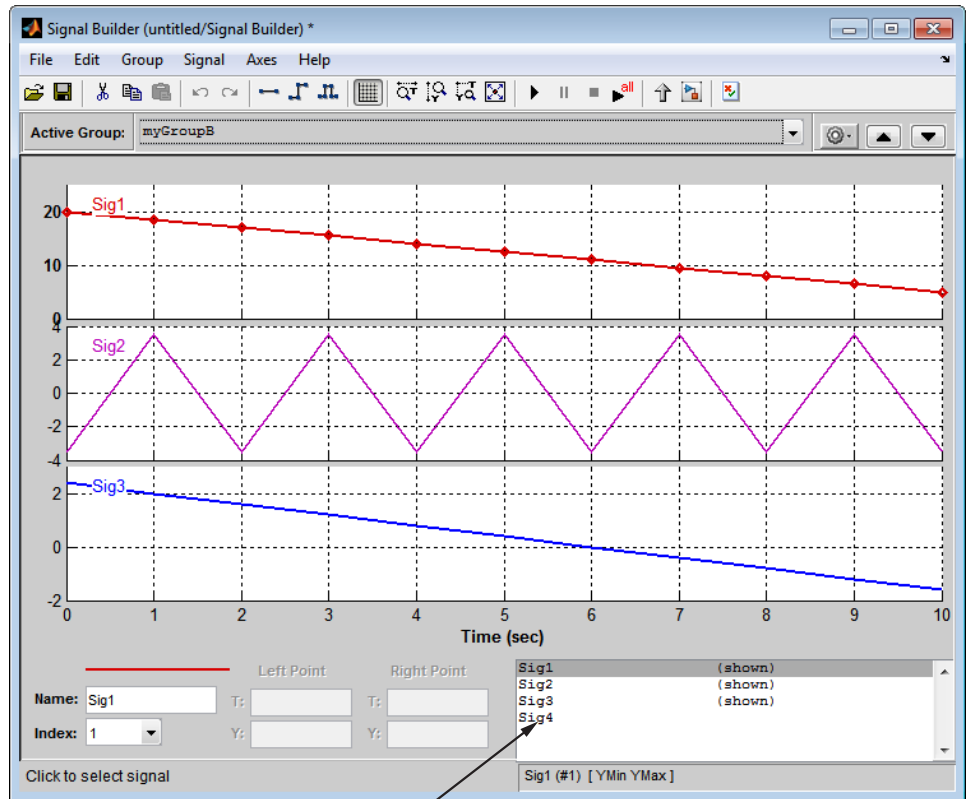 Signal Builder (untitled/Signal Builder) *
File Edit Group Signal Axes Help
all
Active Group: myGroupB
20
10
0
Sig1
4
2
0
-2
-4
Sig2
2
0
-2
Sig3
0 1 2 3 4 5 6 7 8 9 10
Time (sec)
Left Point Right Point
Name: Sig1 T: T:
Index: 1 Y: Y:
Sig1 (shown)
Sig2 (shown)
Sig3 (shown)
Sig4
Click to select signal
Sig1 (#1) [ YMin YMax ]